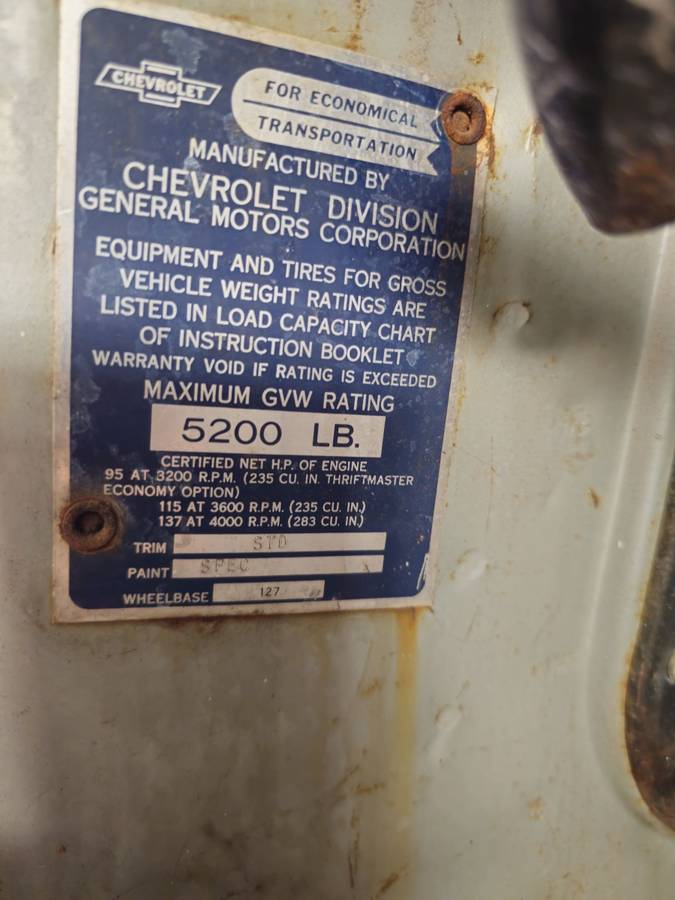 CHEVROLET
FOR ECONOMICAL
TRANSPORTATION
MANUFACTURED BY
CHEVROLET DIVISION
GENERAL MOTORS CORPORATION
EQUIPMENT AND TIRES FOR GROSS
VEHICLE WEIGHT RATINGS ARE
LISTED IN LOAD CAPACITY CHART
OF INSTRUCTION BOOKLET
WARRANTY VOID IF RATING IS EXCEEDED
MAXIMUM GVW RATING
5200 LB.
CERTIFIED NET H.P. OF ENGINE
95 AT 3200 R.P.M. (235 CU. IN. THRIFTMASTER
ECONOMY OPTION)
115 AT 3600 R.P.M. (235 CU. IN.)
137 AT 4000 R.P.M. (283 CU. IN.)
TRIM STD
PAINT SPEC
WHEELBASE 127